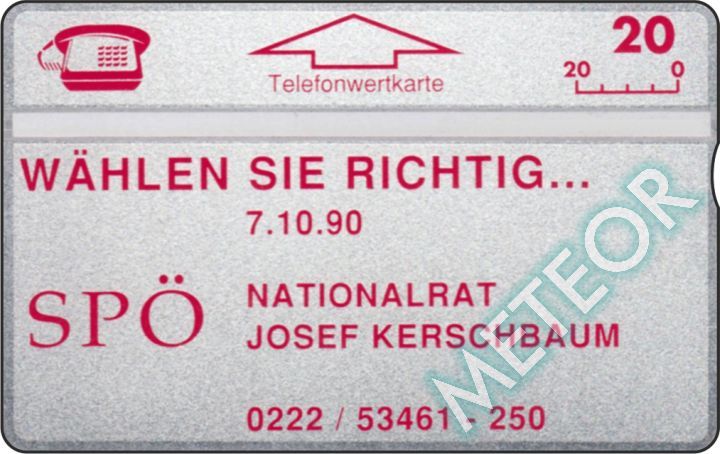 20
Telefonwertkarte
20 0
WÄHLEN SIE RICHTIG...
7.10.90
SPÖ
NATIONALRAT
JOSEF KERSCHBAUM
0222 / 53461 - 250
METEOR